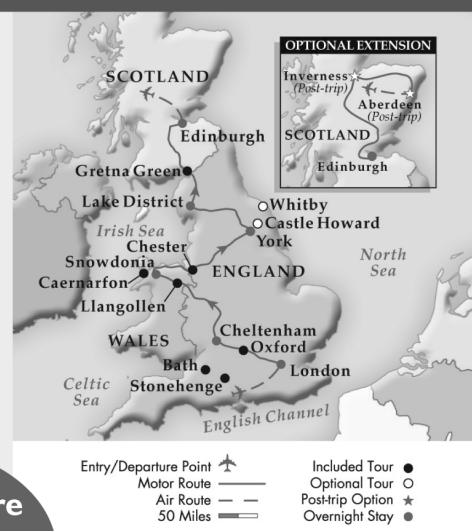 SCOTLAND
Edinburgh
Gretna Green
Lake District
Whitby
Castle Howard
York
Irish Sea
Chester
Snowdonia
ENGLAND
Caernarfon
Llangollen
North
Sea
WALES
Cheltenham
Oxford
Bath
London
Stonehenge
Celtic
Sea
English Channel
OPTIONAL EXTENSION
Inverness
(Post-trip)
Aberdeen
(Post-trip)
SCOTLAND
Edinburgh
Entry/Departure Point
Motor Route
Air Route
50 Miles
Included Tour
Optional Tour
Post-trip Option
Overnight Stay
re